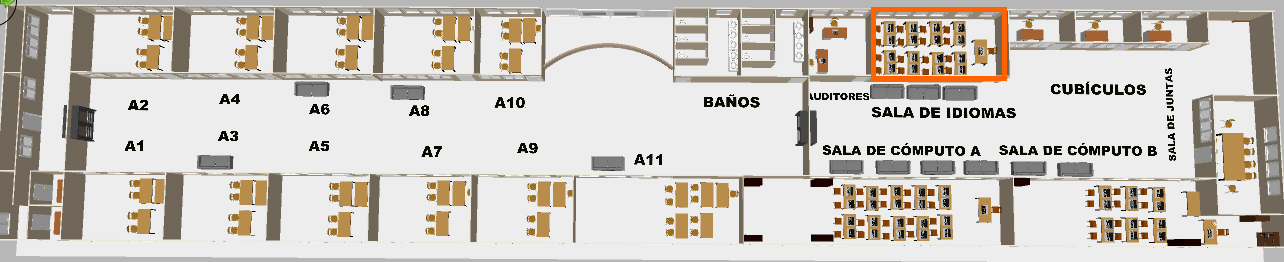 A2
A4
A6
A8
A10
BAÑOS
AUDITORES
SALA DE IDIOMAS
CUBÍCULOS
SALA DE JUNTAS
A1
A3
A5
A7
A9
A11
SALA DE CÓMPUTO A
SALA DE CÓMPUTO B